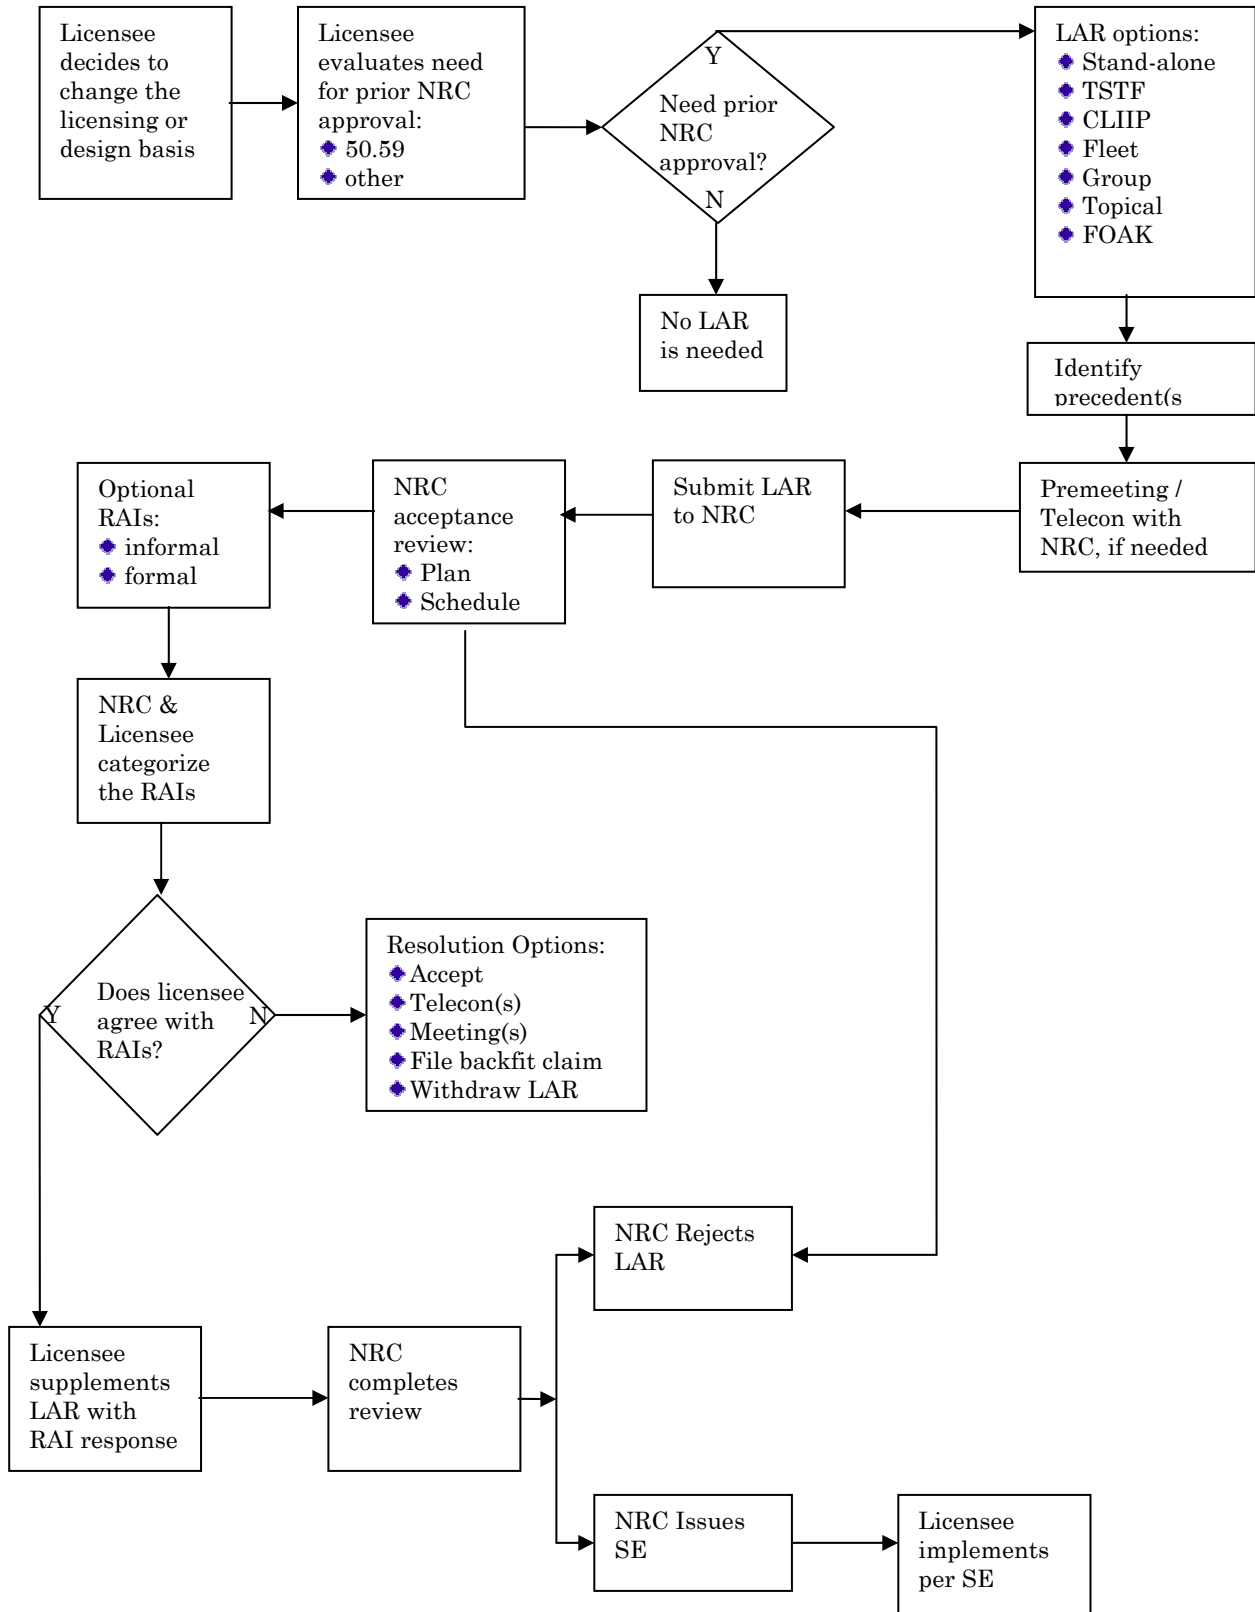 Licensee
decides to
change the
licensing or
design basis
Licensee
evaluates need
for prior NRC
approval:
50.59
other
Y
Need prior
NRC
approval?
N
No LAR
is needed
LAR options:
Stand-alone
TSTF
CLIIP
Fleet
Group
Topical
FOAK
Identify
precedent(s
Premeeting /
Telecon with
NRC, if needed
Submit LAR
to NRC
NRC
acceptance
review:
Plan
Schedule
Optional
RAIs:
informal
formal
NRC &
Licensee
categorize
the RAIs
Y
Does licensee
agree with
RAIs?
N
Resolution Options:
Accept
Telecon(s)
Meeting(s)
File backfit claim
Withdraw LAR
NRC Rejects
LAR
Licensee
supplements
LAR with
RAI response
NRC
completes
review
NRC Issues
SE
Licensee
implements
per SE